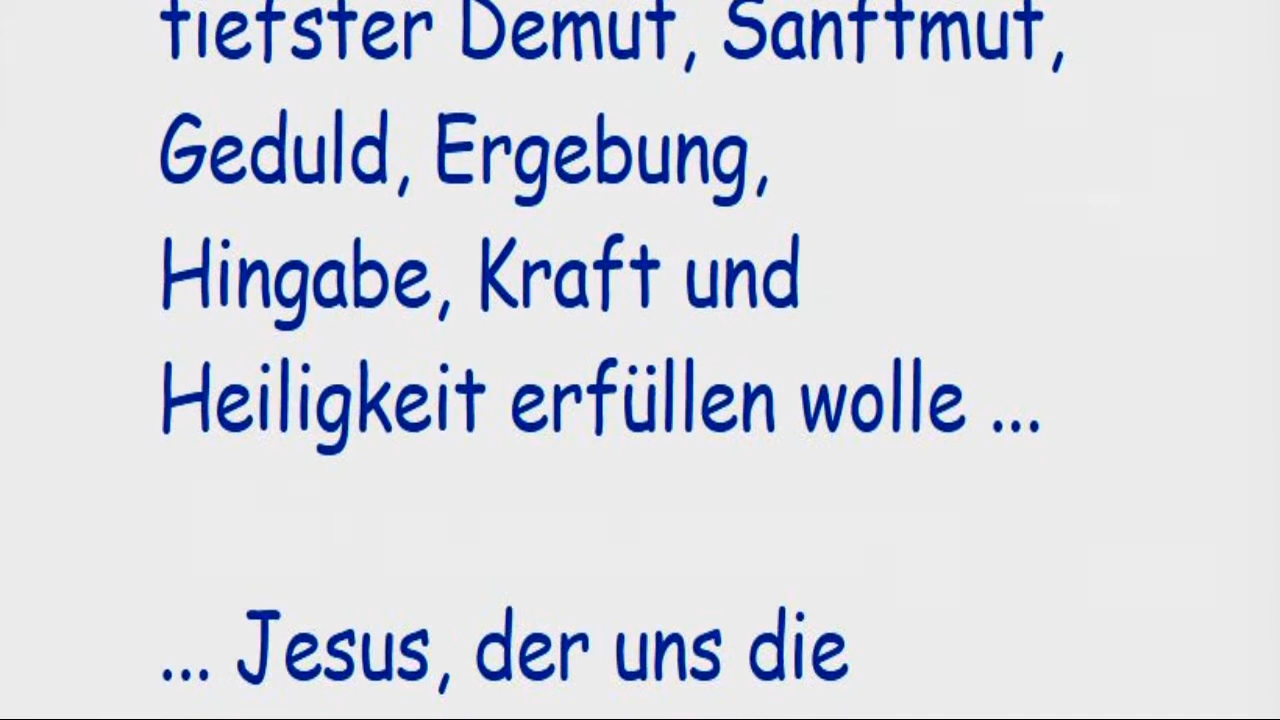 tiefster Demut, Sanftmut,
Geduld, Ergebung,
Hingabe, Kraft und
Heiligkeit erfüllen wolle ...
... Jesus, der uns die